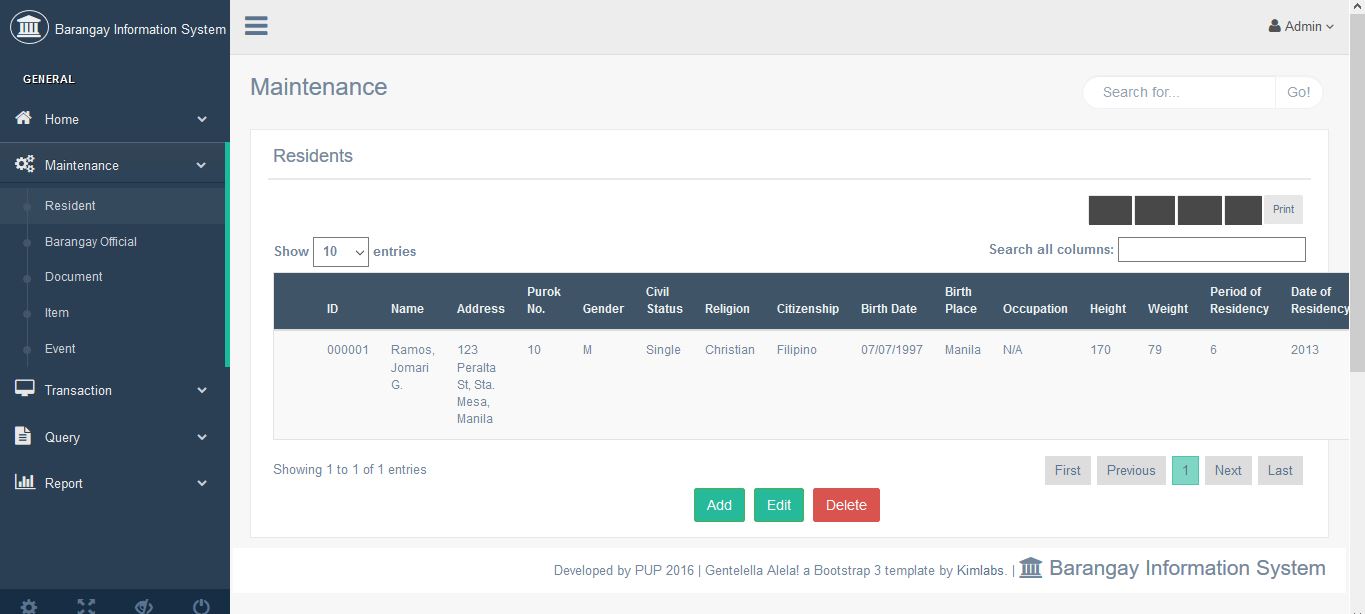 Barangay Information System
Admin
GENERAL
Home
Maintenance
Resident
Barangay Official
Document
Item
Event
Transaction
Query
Report
Maintenance
Search for... Go!
Residents
Print
Show 10 entries
Search all columns:
ID Name Address Purok No. Gender Civil Status Religion Citizenship Birth Date Birth Place Occupation Height Weight Period of Residency Date of Residency
000001 Ramos, 123 10 M Single Christian Filipino 07/07/1997 Manila N/A 170 79 6 2013
Jomari Peralta
G. St, Sta.
Mesa,
Manila
Showing 1 to 1 of 1 entries
First Previous 1 Next Last
Add Edit Delete
Developed by PUP 2016 | Gentelella Alela! a Bootstrap 3 template by Kimlabs. | Barangay Information System